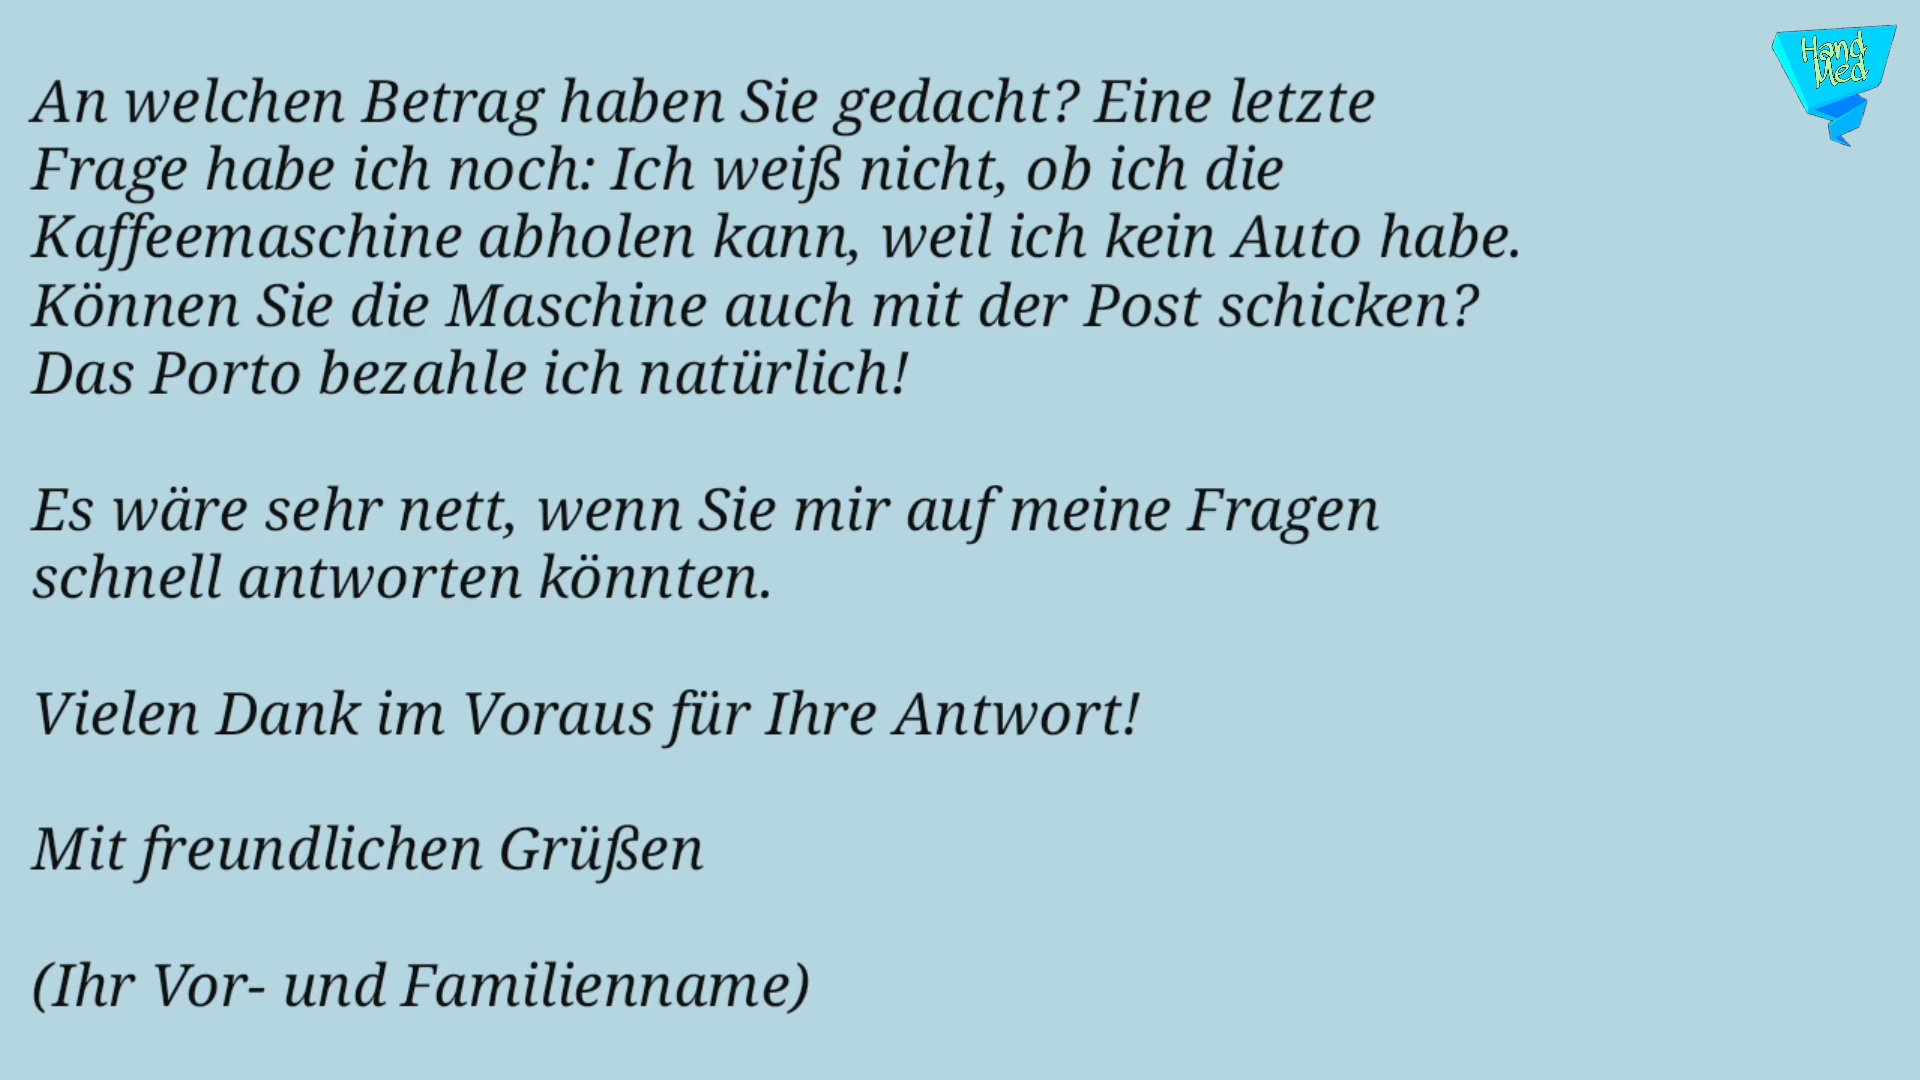 Hand
Med
An welchen Betrag haben Sie gedacht? Eine letzte
Frage habe ich noch: Ich weiß nicht, ob ich die
Kaffeemaschine abholen kann, weil ich kein Auto habe.
Können Sie die Maschine auch mit der Post schicken?
Das Porto bezahle ich natürlich!
Es wäre sehr nett, wenn Sie mir auf meine Fragen
schnell antworten könnten.
Vielen Dank im Voraus für Ihre Antwort!
Mit freundlichen Grüßen
(Ihr Vor- und Familienname)